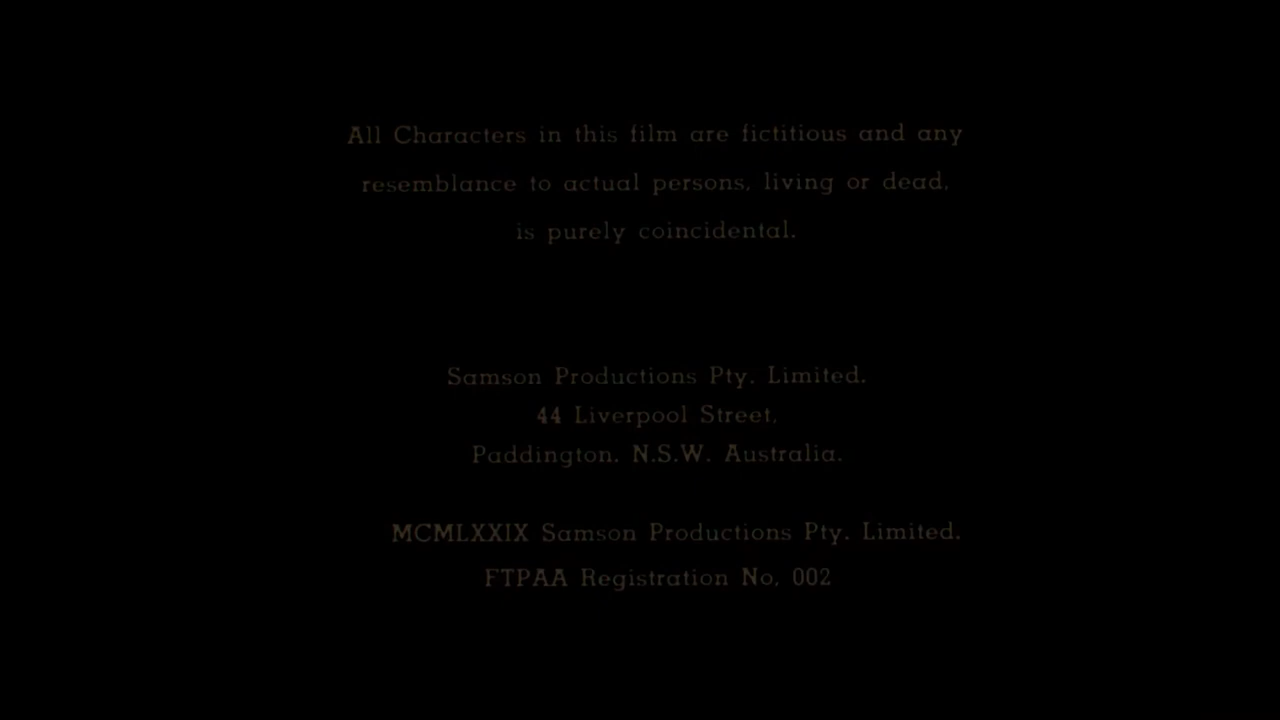 All Characters in this film are fictitious and any
resemblance to actual persons, living or dead,
is purely coincidental.
Samson Productions Pty. Limited.
44 Liverpool Street,
Paddington. N.S.W. Australia.
MCMLXXIX Samson Productions Pty. Limited.
FTPAA Registration No. 002